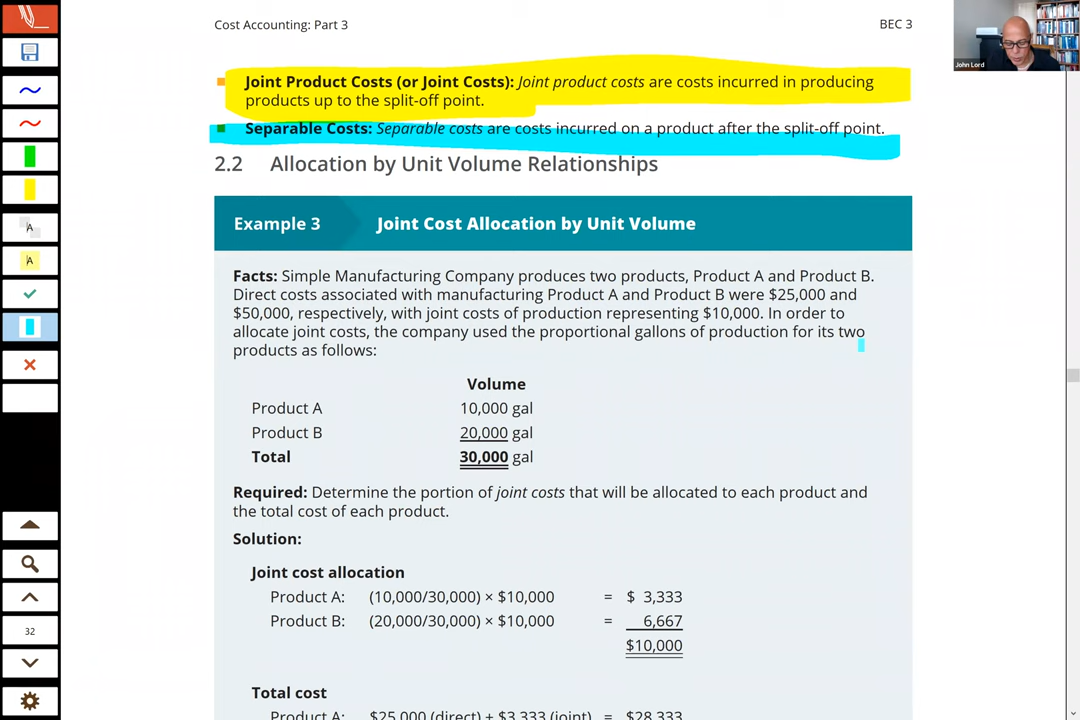 Cost Accounting: Part 3
BEC 3
John Lord
Joint Product Costs (or Joint Costs): Joint product costs are costs incurred in producing
products up to the split-off point.
Separable Costs: Separable costs are costs incurred on a product after the split-off point.
2.2 Allocation by Unit Volume Relationships
Example 3 Joint Cost Allocation by Unit Volume
Facts: Simple Manufacturing Company produces two products, Product A and Product B.
Direct costs associated with manufacturing Product A and Product B were $25,000 and
$50,000, respectively, with joint costs of production representing $10,000. In order to
allocate joint costs, the company used the proportional gallons of production for its two
products as follows:
Volume
Product A 10,000 gal
Product B 20,000 gal
Total 30,000 gal
Required: Determine the portion of joint costs that will be allocated to each product and
the total cost of each product.
Solution:
Joint cost allocation
Product A: (10,000/30,000) × $10,000 = $ 3,333
Product B: (20,000/30,000) × $10,000 = 6,667
$10,000
Total cost
Product A: $25,000 (direct) + $3,333 (joint) = $28,333
A
A
32